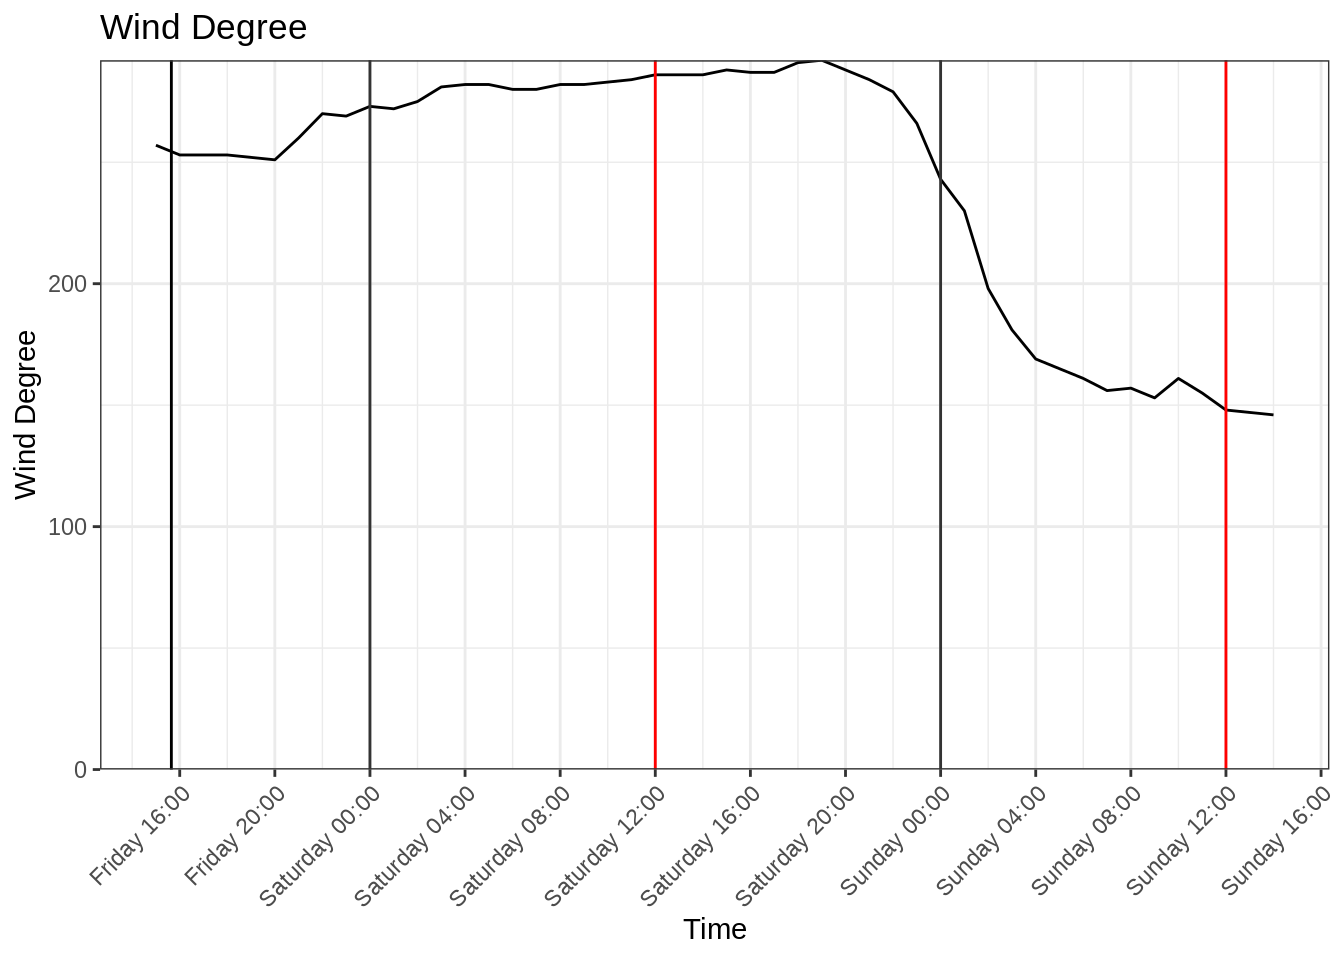 Wind Degree
Wind Degree
200
100
0
Friday 16:00
Friday 20:00
Saturday 00:00
Saturday 04:00
Saturday 08:00
Saturday 12:00
Saturday 16:00
Saturday 20:00
Sunday 00:00
Sunday 04:00
Sunday 08:00
Sunday 12:00
Sunday 16:00
Time